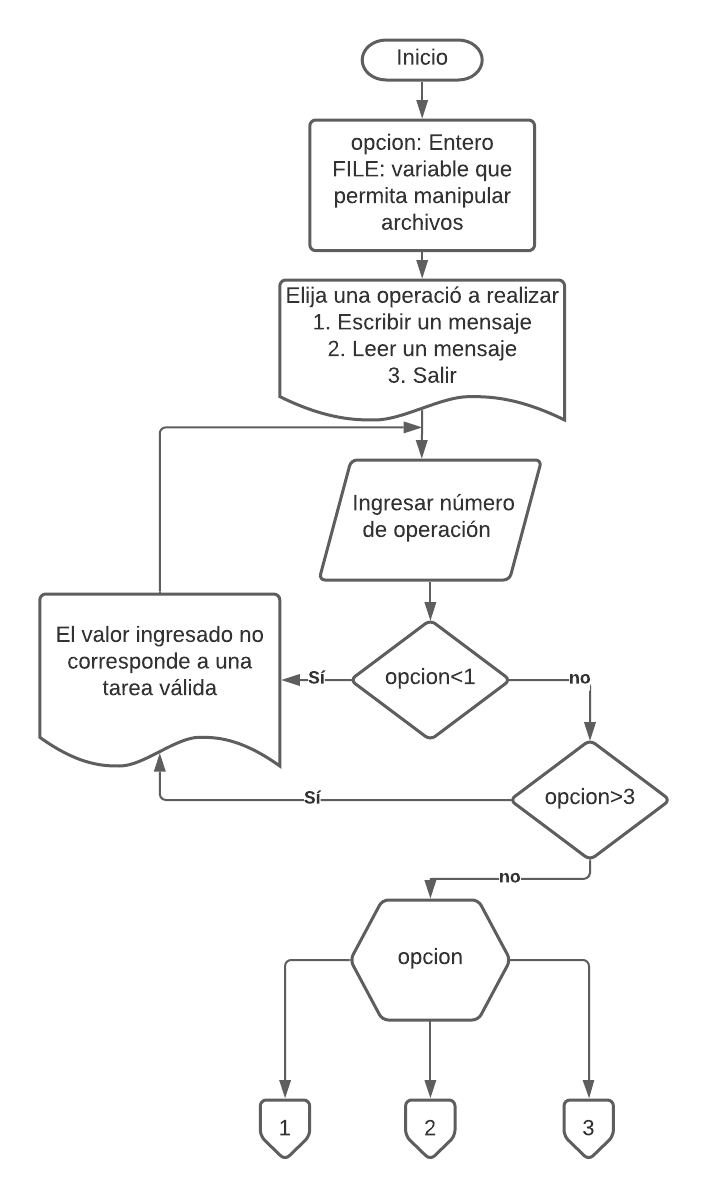 Inicio
opcion: Entero
FILE: variable que
permita manipular
archivos
Elija una operació a realizar
1. Escribir un mensaje
2. Leer un mensaje
3. Salir
Ingresar número
de operación
El valor ingresado no
corresponde a una
tarea válida
Sí
opcion<1
no
opcion>3
Sí
no
opcion
1
2
3